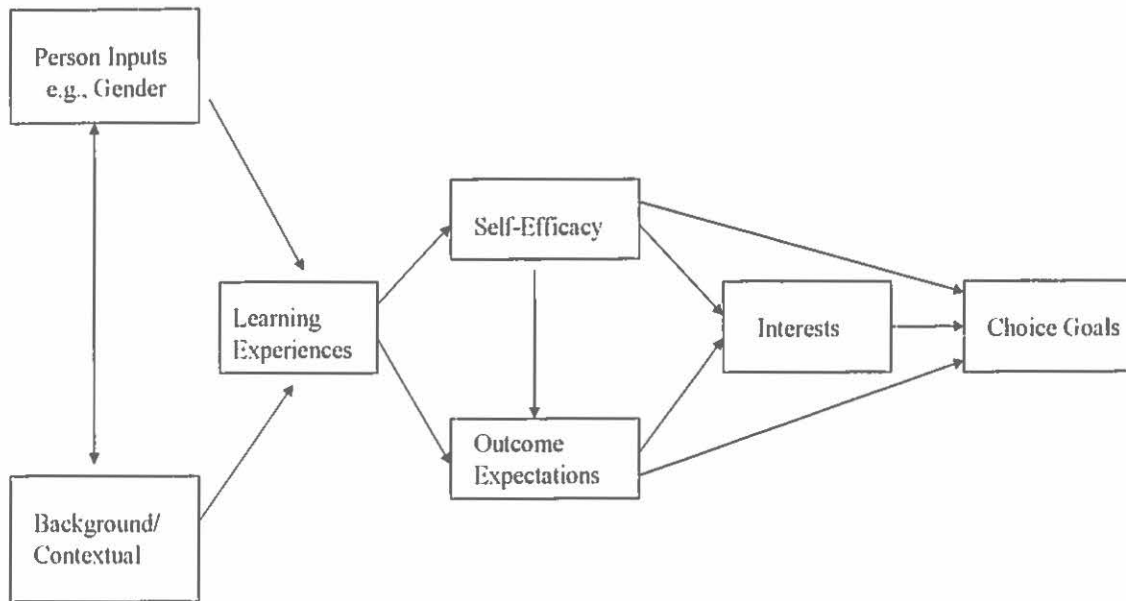 Person Inputs
e.g., Gender
Self-Efficacy
Learning
Experiences
Interests
Choice Goals
Outcome
Expectations
Background/
Contextual